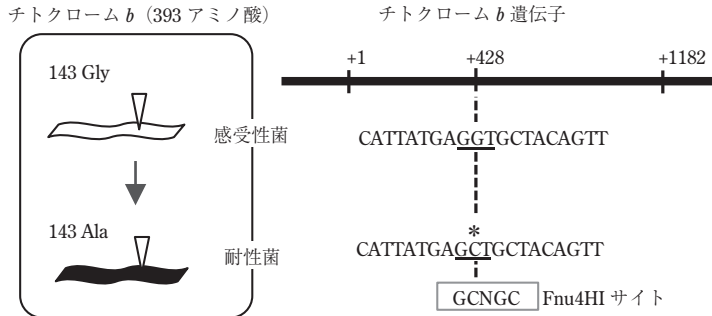 チトクローム b（393 アミノ酸）
チトクローム b 遺伝子
143 Gly
感受性菌
143 Ala
耐性菌
+1
+428
+1182
CATTATGAGGTGCTACAGTT
*
CATTATGAGCTGCTACAGTT
GCNGC
Fnu4HI サイト